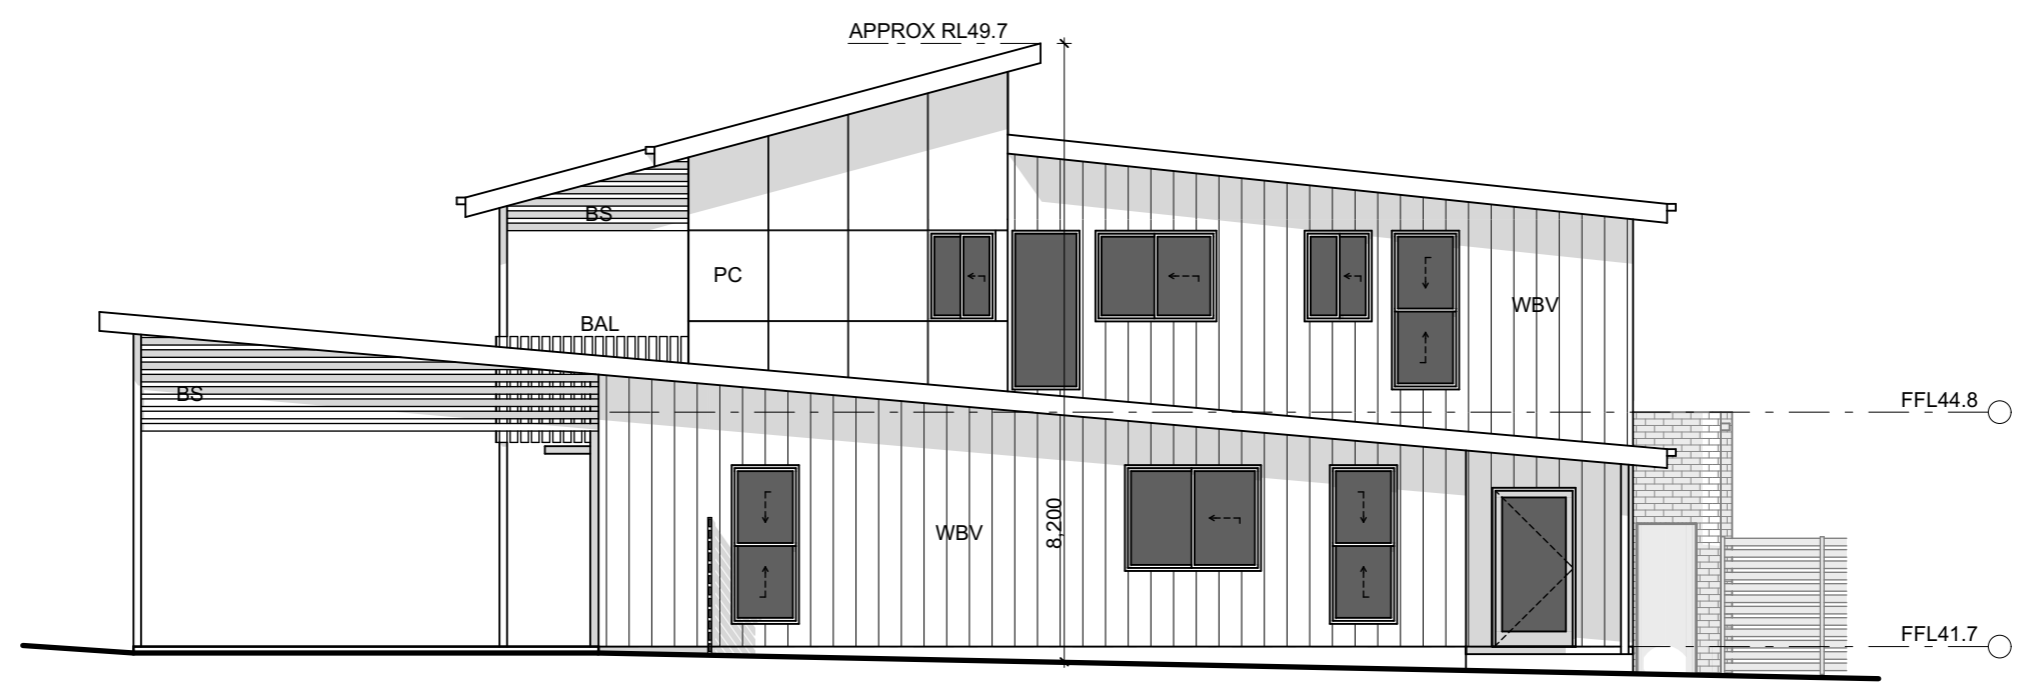 APPROX RL49.7
BS
PC
WBV
BAL
BS
FFL44.8
WBV
8,200
FFL41.7